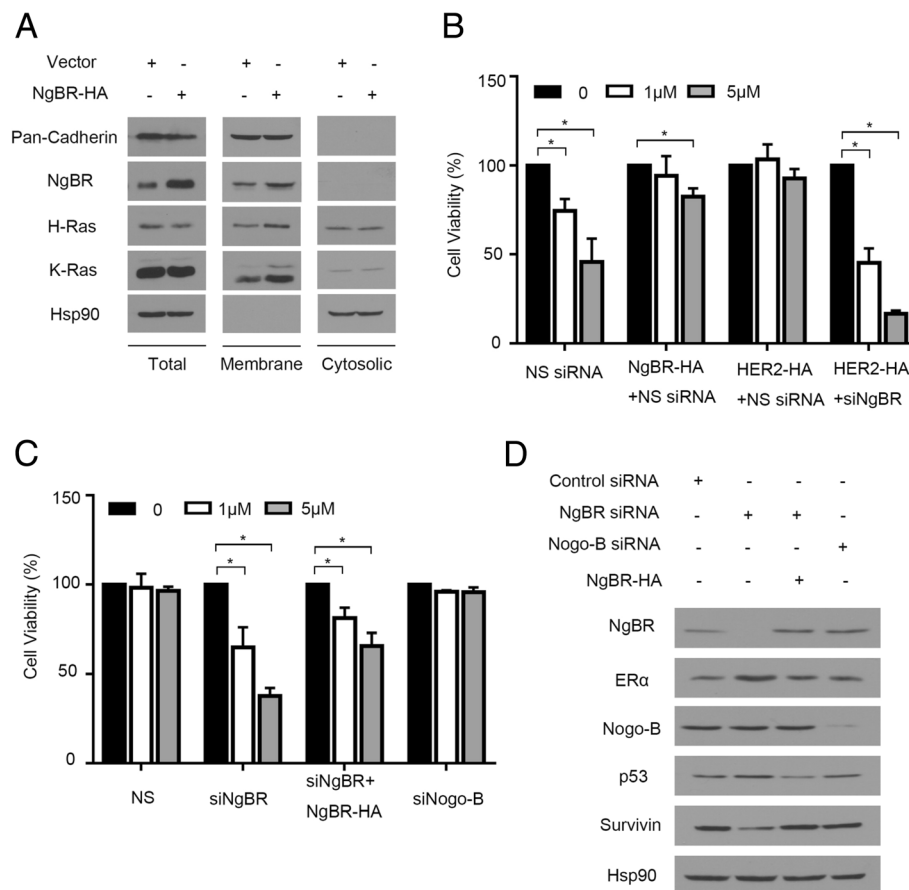 A
Vector + - + - + -
NgBR-HA - + - + - +
Pan-Cadherin
NgBR
H-Ras
K-Ras
Hsp90
Total Membrane Cytosolic
B
150
100
50
0
Cell Viability (%)
0 1μM 5μM
* * * * *
NS siRNA
NgBR-HA
+NS siRNA
HER2-HA
+NS siRNA
HER2-HA
+siNgBR
C
150
100
50
0
Cell Viability (%)
0 1μM 5μM
* * * *
NS
siNgBR
siNgBR+
NgBR-HA
siNogo-B
D
Control siRNA + - - -
NgBR siRNA - + + -
Nogo-B siRNA - - - +
NgBR-HA - - + -
NgBR
ERα
Nogo-B
p53
Survivin
Hsp90